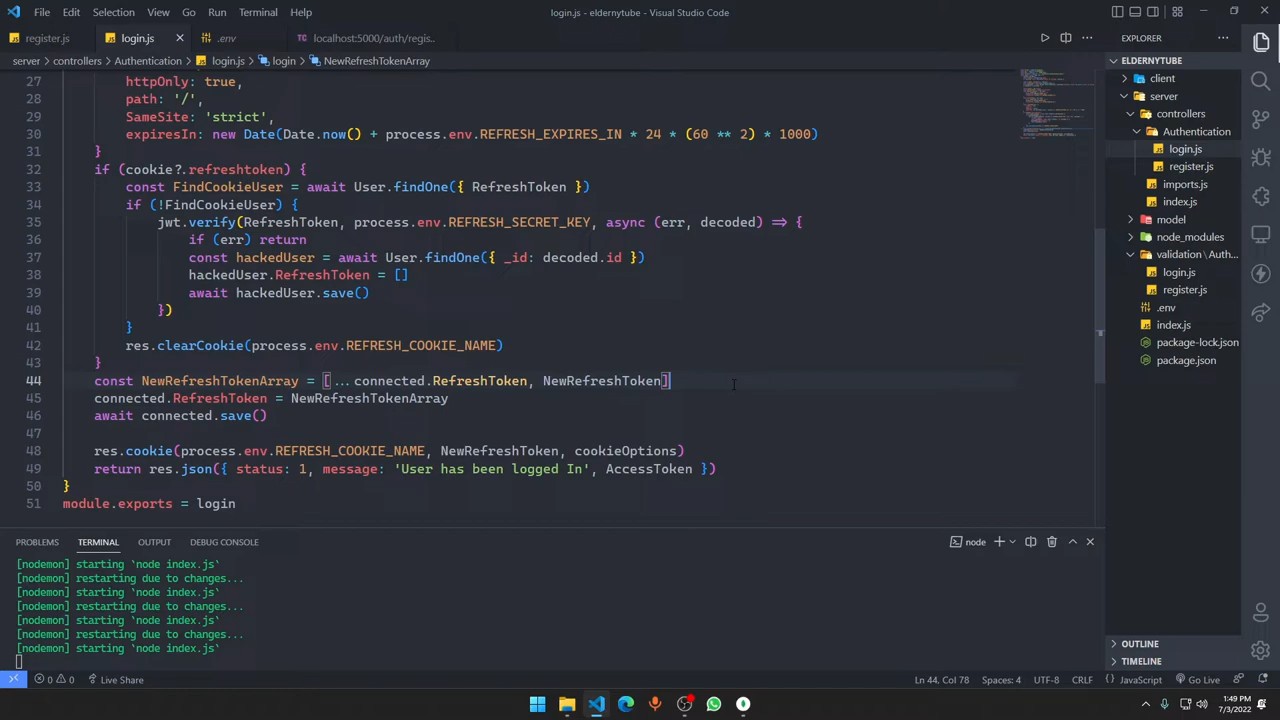 File Edit Selection View Go Run Terminal Help
login.js - eldernytube - Visual Studio Code
register.js
login.js
.env
localhost:5000/auth/regis..
server > controllers > Authentication > login.js > login > NewRefreshTokenArray
27 httpOnly: true,
28 path: '/',
29 SameSite: 'strict',
30 expiresIn: new Date(Date.now() + process.env.REFRESH_EXPIRES_IN * 24 * (60 ** 2) * 1000)
31 }
32 if (cookie?.refreshtoken) {
33 const FindCookieUser = await User.findOne({ RefreshToken })
34 if (!FindCookieUser) {
35 jwt.verify(RefreshToken, process.env.REFRESH_SECRET_KEY, async (err, decoded) => {
36 if (err) return
37 const hackedUser = await User.findOne({ _id: decoded.id })
38 hackedUser.RefreshToken = []
39 await hackedUser.save()
40 })
41 }
42 res.clearCookie(process.env.REFRESH_COOKIE_NAME)
43 }
44 const NewRefreshTokenArray = [...connected.RefreshToken, NewRefreshToken]
45 connected.RefreshToken = NewRefreshTokenArray
46 await connected.save()
47
48 res.cookie(process.env.REFRESH_COOKIE_NAME, NewRefreshToken, cookieOptions)
49 return res.json({ status: 1, message: 'User has been logged In', AccessToken })
50 }
51 module.exports = login
EXPLORER
ELDERNYTUBE
client
server
controllers
Authentication
login.js
register.js
imports.js
index.js
model
node_modules
validation\Auth...
login.js
register.js
.env
index.js
package-lock.json
package.json
OUTLINE
TIMELINE
PROBLEMS TERMINAL OUTPUT DEBUG CONSOLE
node
[nodemon] starting `node index.js`
[nodemon] restarting due to changes...
[nodemon] starting `node index.js`
[nodemon] restarting due to changes...
[nodemon] starting `node index.js`
[nodemon] restarting due to changes...
[nodemon] starting `node index.js`
0 0 Live Share
Ln 44, Col 78 Spaces: 4 UTF-8 CRLF JavaScript Go Live
1:49 PM
7/3/2022